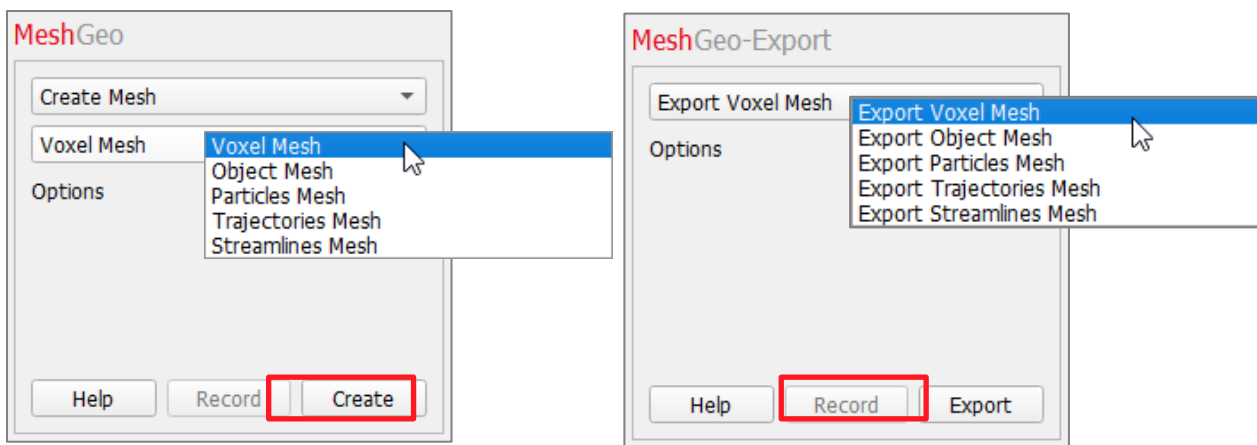 MeshGeo
Create Mesh
Voxel Mesh
Voxel Mesh
Object Mesh
Particles Mesh
Trajectories Mesh
Streamlines Mesh
Options
Help Record Create
MeshGeo-Export
Export Voxel Mesh
Export Voxel Mesh
Export Object Mesh
Export Particles Mesh
Export Trajectories Mesh
Export Streamlines Mesh
Options
Help Record Export